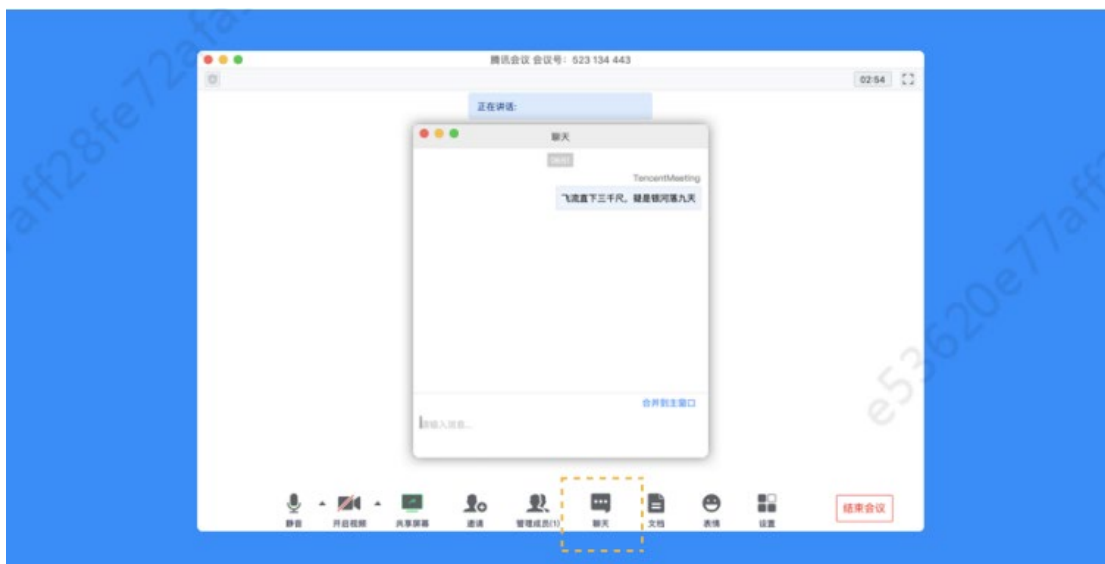 腾讯会议 会议号：523 134 443
02:54
正在讲话:
聊天
TencentMeeting
飞流直下三千尺，疑是银河落九天
合并到主窗口
请输入消息...
静音 开启视频 共享屏幕 邀请 管理成员(1) 聊天 文档 表情 设置 结束会议